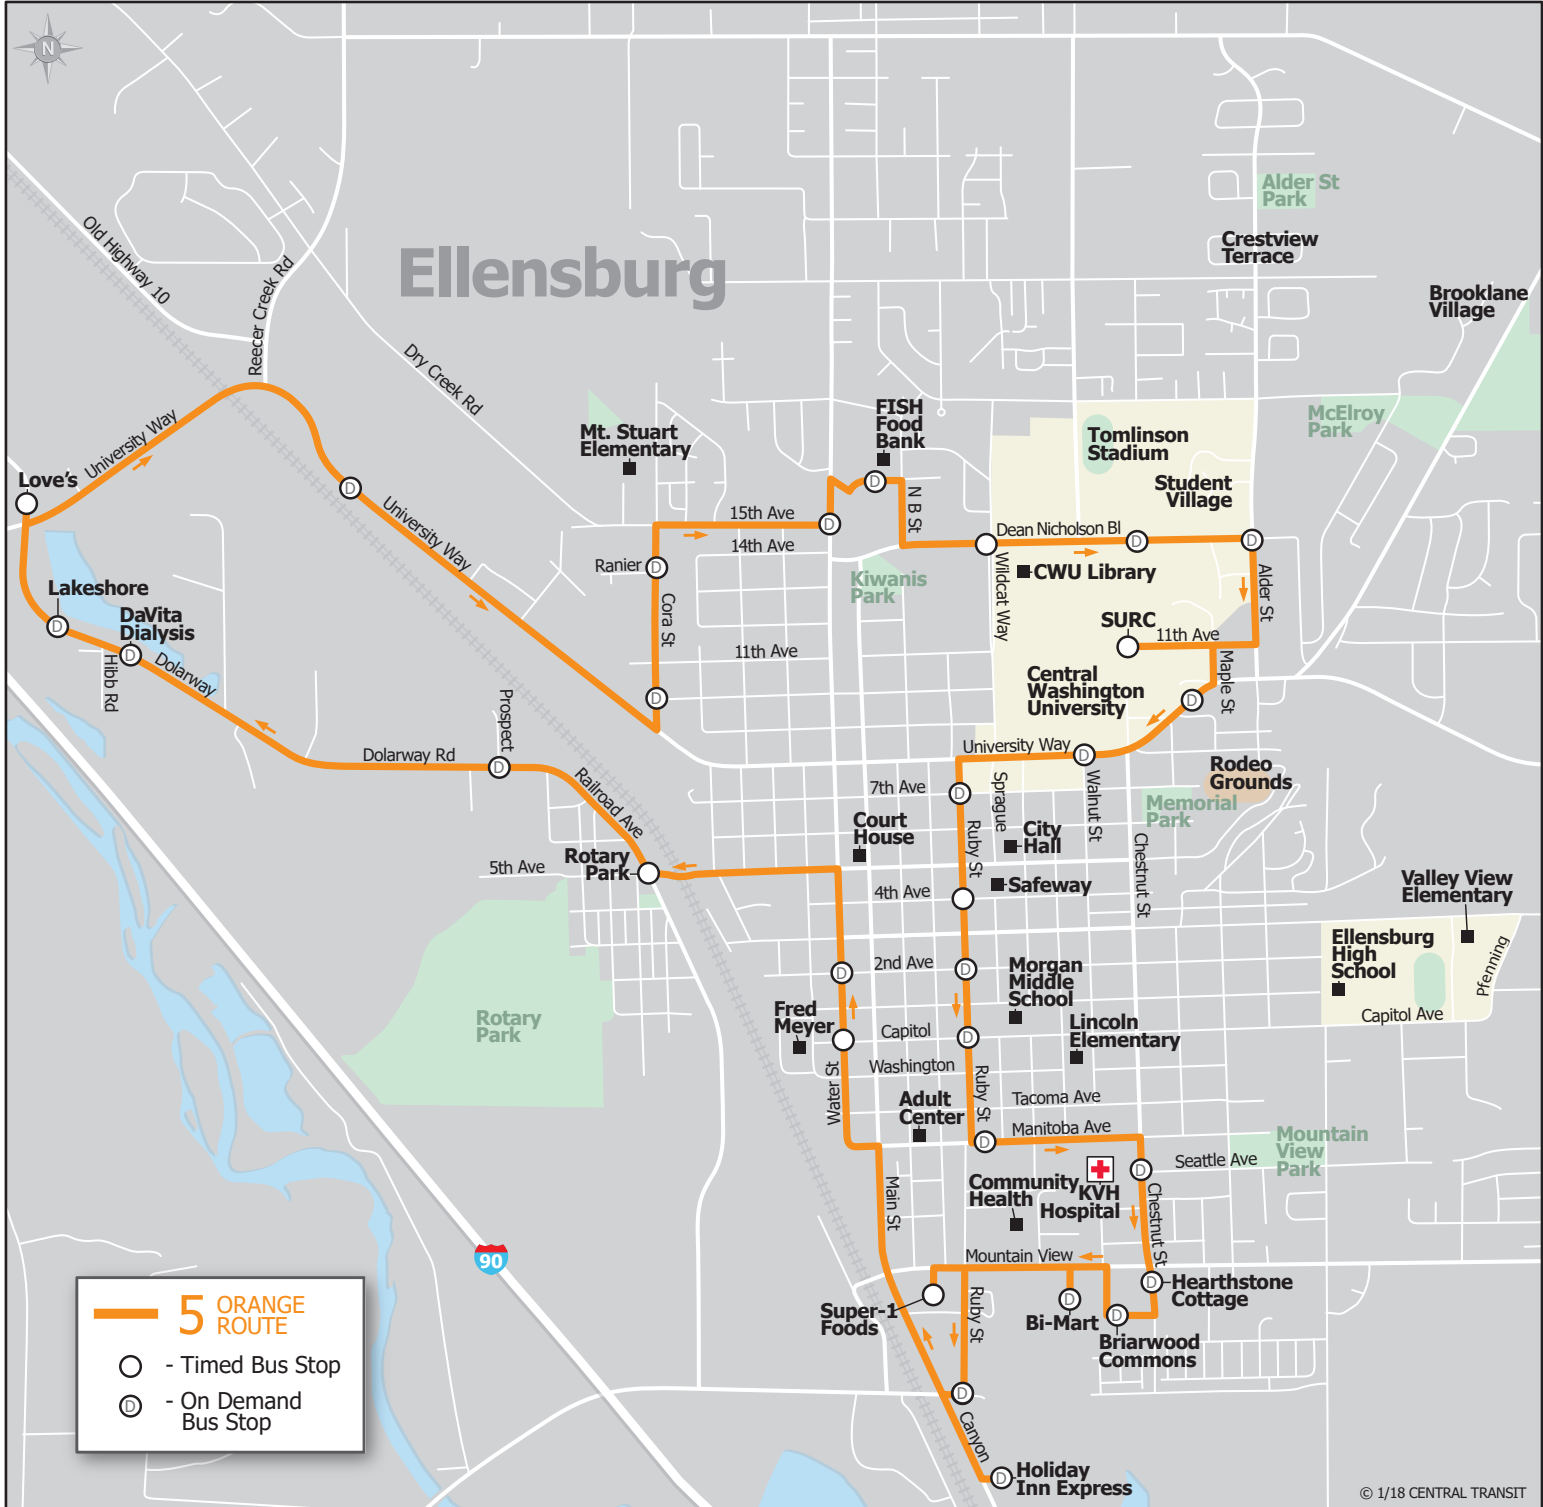 N
Ellensburg
Alder St
Park
Crestview
Terrace
Brooklane
Village
Old Highway 10
Reecer Creek Rd
Dry Creek Rd
McElroy
Park
FISH
Food
Bank
Mt. Stuart
Elementary
Tomlinson
Stadium
Student
Village
University Way
Love's
D
University Way
15th Ave
D
D
N B St
Dean Nicholson Bl
D
D
14th Ave
Ranier
D
Kiwanis
Park
Wildcat Way
CWU Library
Alder St
Lakeshore
D
DaVita
Dialysis
D
Cora St
SURC
11th Ave
11th Ave
Hibb Rd
Dolarway
Central
Washington
University
Maple St
D
D
Prospect
Dolarway Rd
D
Railroad Ave
University Way
D
Rodeo
Grounds
7th Ave
D
Sprague
Walnut St
Memorial
Park
Court
House
Ruby St
City
Hall
Chestnut St
5th Ave
Rotary
Park
4th Ave
Safeway
Valley View
Elementary
Ellensburg
High
School
Pfenning
Capitol Ave
D
2nd Ave
D
Morgan
Middle
School
Rotary
Park
Fred
Meyer
Capitol
D
Lincoln
Elementary
Washington
Water St
Ruby St
Tacoma Ave
Adult
Center
D
Manitoba Ave
Mountain
View
Park
Seattle Ave
D
Community
Health
KVH
Hospital
Main St
Chestnut St
Mountain View
90
Hearthstone
Cottage
D
Super-1
Foods
Ruby St
D
Bi-Mart
D
Briarwood
Commons
D
Canyon
D
Holiday
Inn Express
5 ORANGE
ROUTE
- Timed Bus Stop
D - On Demand
Bus Stop
© 1/18 CENTRAL TRANSIT